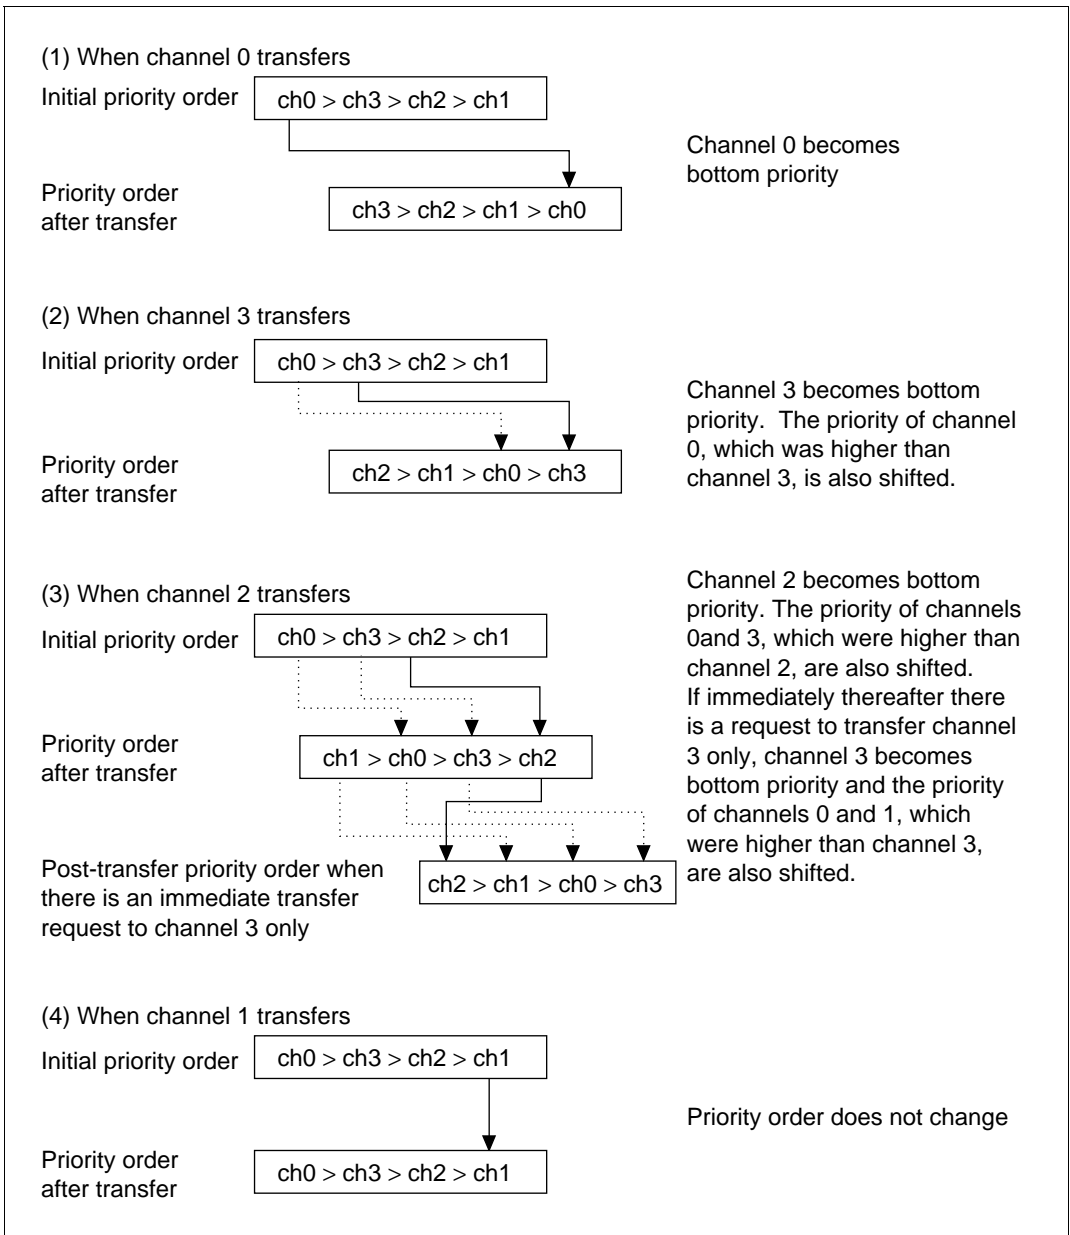 (1) When channel 0 transfers
Initial priority order
ch0 > ch3 > ch2 > ch1
Channel 0 becomes
bottom priority
Priority order
after transfer
ch3 > ch2 > ch1 > ch0
(2) When channel 3 transfers
Initial priority order
ch0 > ch3 > ch2 > ch1
Channel 3 becomes bottom
priority. The priority of channel
0, which was higher than
channel 3, is also shifted.
Priority order
after transfer
ch2 > ch1 > ch0 > ch3
(3) When channel 2 transfers
Initial priority order
ch0 > ch3 > ch2 > ch1
Channel 2 becomes bottom
priority. The priority of channels
0and 3, which were higher than
channel 2, are also shifted.
If immediately thereafter there
is a request to transfer channel
3 only, channel 3 becomes
bottom priority and the priority
of channels 0 and 1, which
were higher than channel 3,
are also shifted.
Priority order
after transfer
ch1 > ch0 > ch3 > ch2
Post-transfer priority order when
there is an immediate transfer
request to channel 3 only
ch2 > ch1 > ch0 > ch3
(4) When channel 1 transfers
Initial priority order
ch0 > ch3 > ch2 > ch1
Priority order does not change
Priority order
after transfer
ch0 > ch3 > ch2 > ch1